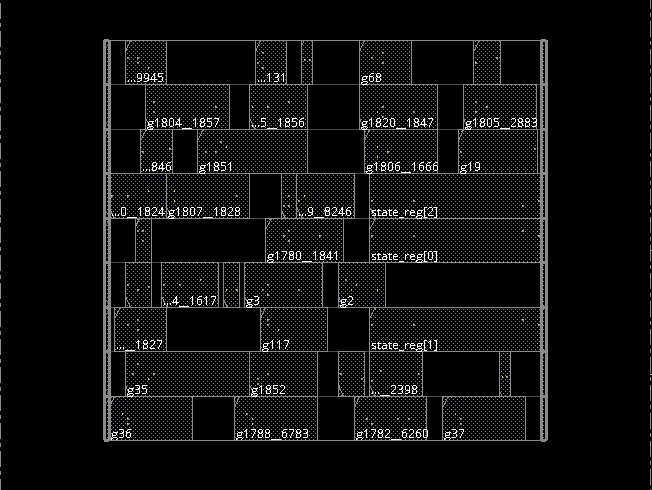 ...9945 ...131 g68
g1804__1857 ...5__1856 g1820__1847 g1805__2883
...846 g1851 g1806__1666 g19
...0__1824 g1807__1828 ...9__8246 state_reg[2]
g1780__1841 state_reg[0]
...4__1617 g3 g2
...__1827 g117 state_reg[1]
g35 g1852 ...__2398
g36 g1788__6783 g1782__6260 g37